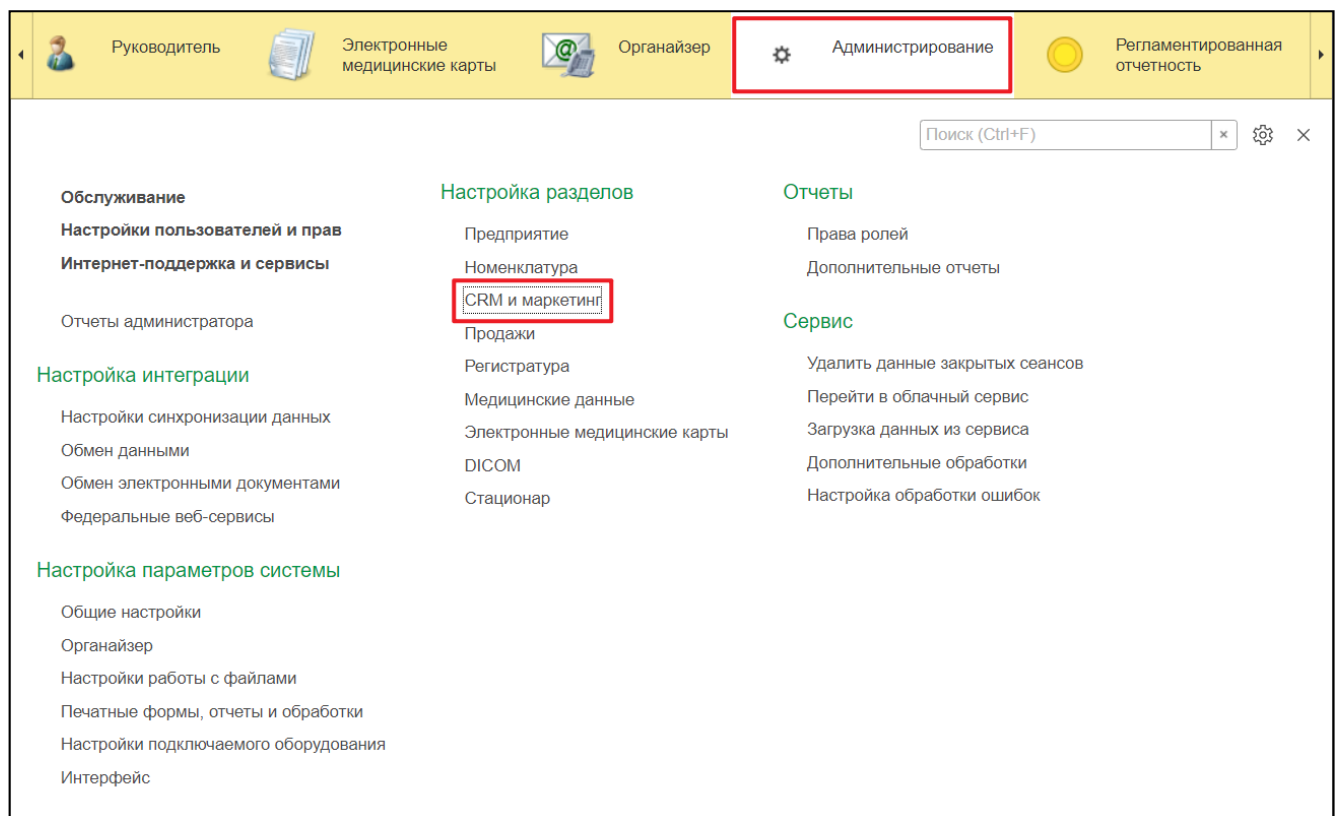 Руководитель
Электронные
медицинские карты
Органайзер
Администрирование
Регламентированная
отчетность
Поиск (Ctrl+F)
Обслуживание
Настройки пользователей и прав
Интернет-поддержка и сервисы
Отчеты администратора
Настройка интеграции
Настройки синхронизации данных
Обмен данными
Обмен электронными документами
Федеральные веб-сервисы
Настройка параметров системы
Общие настройки
Органайзер
Настройки работы с файлами
Печатные формы, отчеты и обработки
Настройки подключаемого оборудования
Интерфейс
Настройка разделов
Предприятие
Номенклатура
CRM и маркетинг
Продажи
Регистратура
Медицинские данные
Электронные медицинские карты
DICOM
Стационар
Отчеты
Права ролей
Дополнительные отчеты
Сервис
Удалить данные закрытых сеансов
Перейти в облачный сервис
Загрузка данных из сервиса
Дополнительные обработки
Настройка обработки ошибок